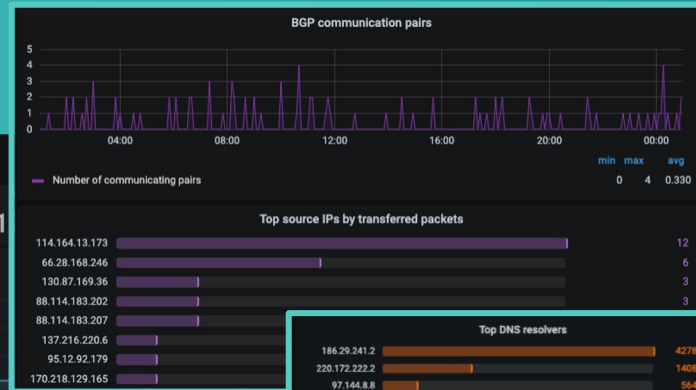 BGP communication pairs
5
4
3
2
1
0
04:00 08:00 12:00 16:00 20:00 00:00
min max avg
Number of communicating pairs 0 4 0.330
Top source IPs by transferred packets
114.164.13.173 12
66.28.168.246 6
130.87.169.36 3
88.114.183.202 3
88.114.183.207
137.216.220.6
95.12.92.179
170.218.129.165
Top DNS resolvers
186.29.241.2 4278
220.172.222.2 1408
97.144.8.8 564